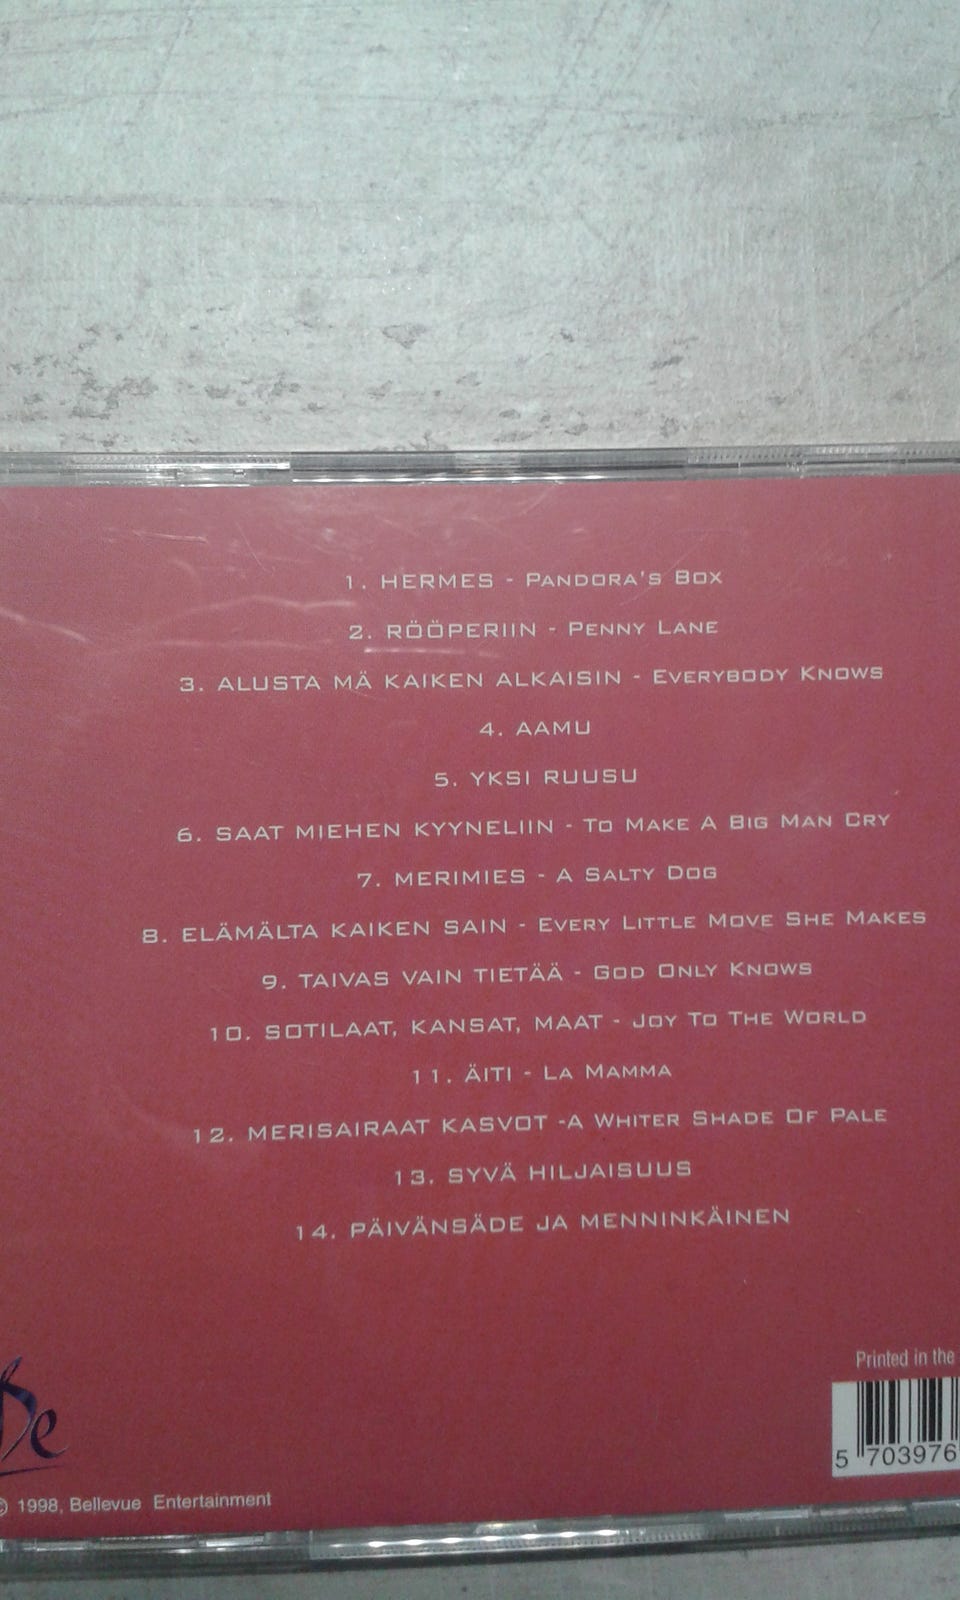 1. HERMES - PANDORA'S BOX
2. RÖÖPERIIN - PENNY LANE
3. ALUSTA MÄ KAIKEN ALKAISIN - EVERYBODY KNOWS
4. AAMU
5. YKSI RUUSU
6. SAAT MIEHEN KYYNELIIN - TO MAKE A BIG MAN CRY
7. MERIMIES - A SALTY DOG
8. ELÄMÄLTA KAIKEN SAIN - EVERY LITTLE MOVE SHE MAKES
9. TAIVAS VAIN TIETÄÄ - GOD ONLY KNOWS
10. SOTILAAT, KANSAT, MAAT - JOY TO THE WORLD
11. ÄITI - LA MAMMA
12. MERISAIRAAT KASVOT -A WHITER SHADE OF PALE
13. SYVÄ HILJAISUUS
14. PÄIVÄNSÄDE JA MENNINKÄINEN
Printed in the
Be
5 703976
© 1998, Bellevue Entertainment